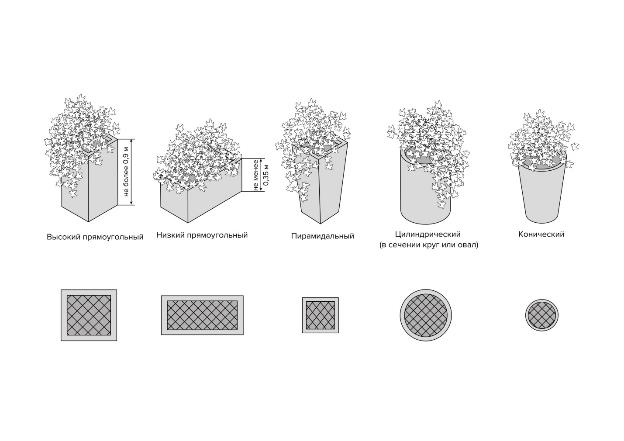 не более 0,9 м
не менее
0,35 м
Высокий прямоугольный
Низкий прямоугольный
Пирамидальный
Цилиндрический
(в сечении круг или овал)
Конический